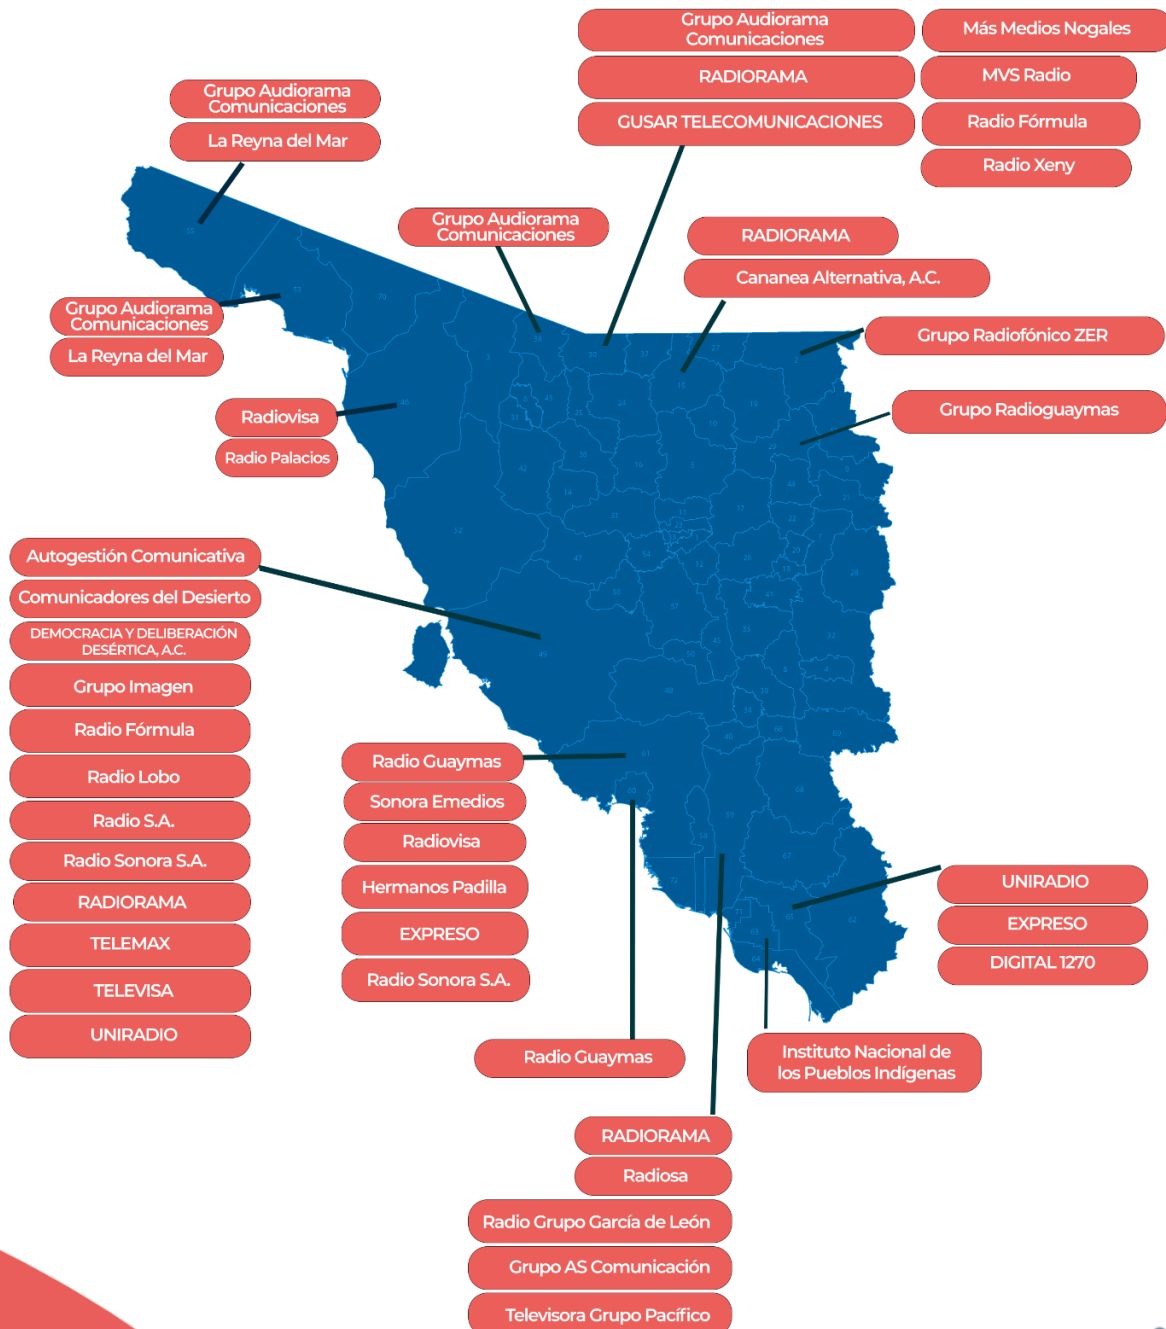 Grupo Audiorama
Comunicaciones
Más Medios Nogales
RADIORAMA
MVS Radio
GUSAR TELECOMUNICACIONES
Radio Fórmula
Radio Xeny
Grupo Audiorama
Comunicaciones
La Reyna del Mar
Grupo Audiorama
Comunicaciones
RADIORAMA
Cananea Alternativa, A.C.
Grupo Audiorama
Comunicaciones
La Reyna del Mar
Grupo Radiofónico ZER
Grupo Radioguaymas
Radiovisa
Radio Palacios
Autogestión Comunicativa
Comunicadores del Desierto
DEMOCRACIA Y DELIBERACIÓN
DESÉRTICA, A.C.
Grupo Imagen
Radio Fórmula
Radio Lobo
Radio S.A.
Radio Sonora S.A.
RADIORAMA
TELEMAX
TELEVISA
UNIRADIO
Radio Guaymas
Sonora Emedios
Radiovisa
Hermanos Padilla
EXPRESO
Radio Sonora S.A.
UNIRADIO
EXPRESO
DIGITAL 1270
Radio Guaymas
Instituto Nacional de
los Pueblos Indígenas
RADIORAMA
Radiosa
Radio Grupo García de León
Grupo AS Comunicación
Televisora Grupo Pacífico